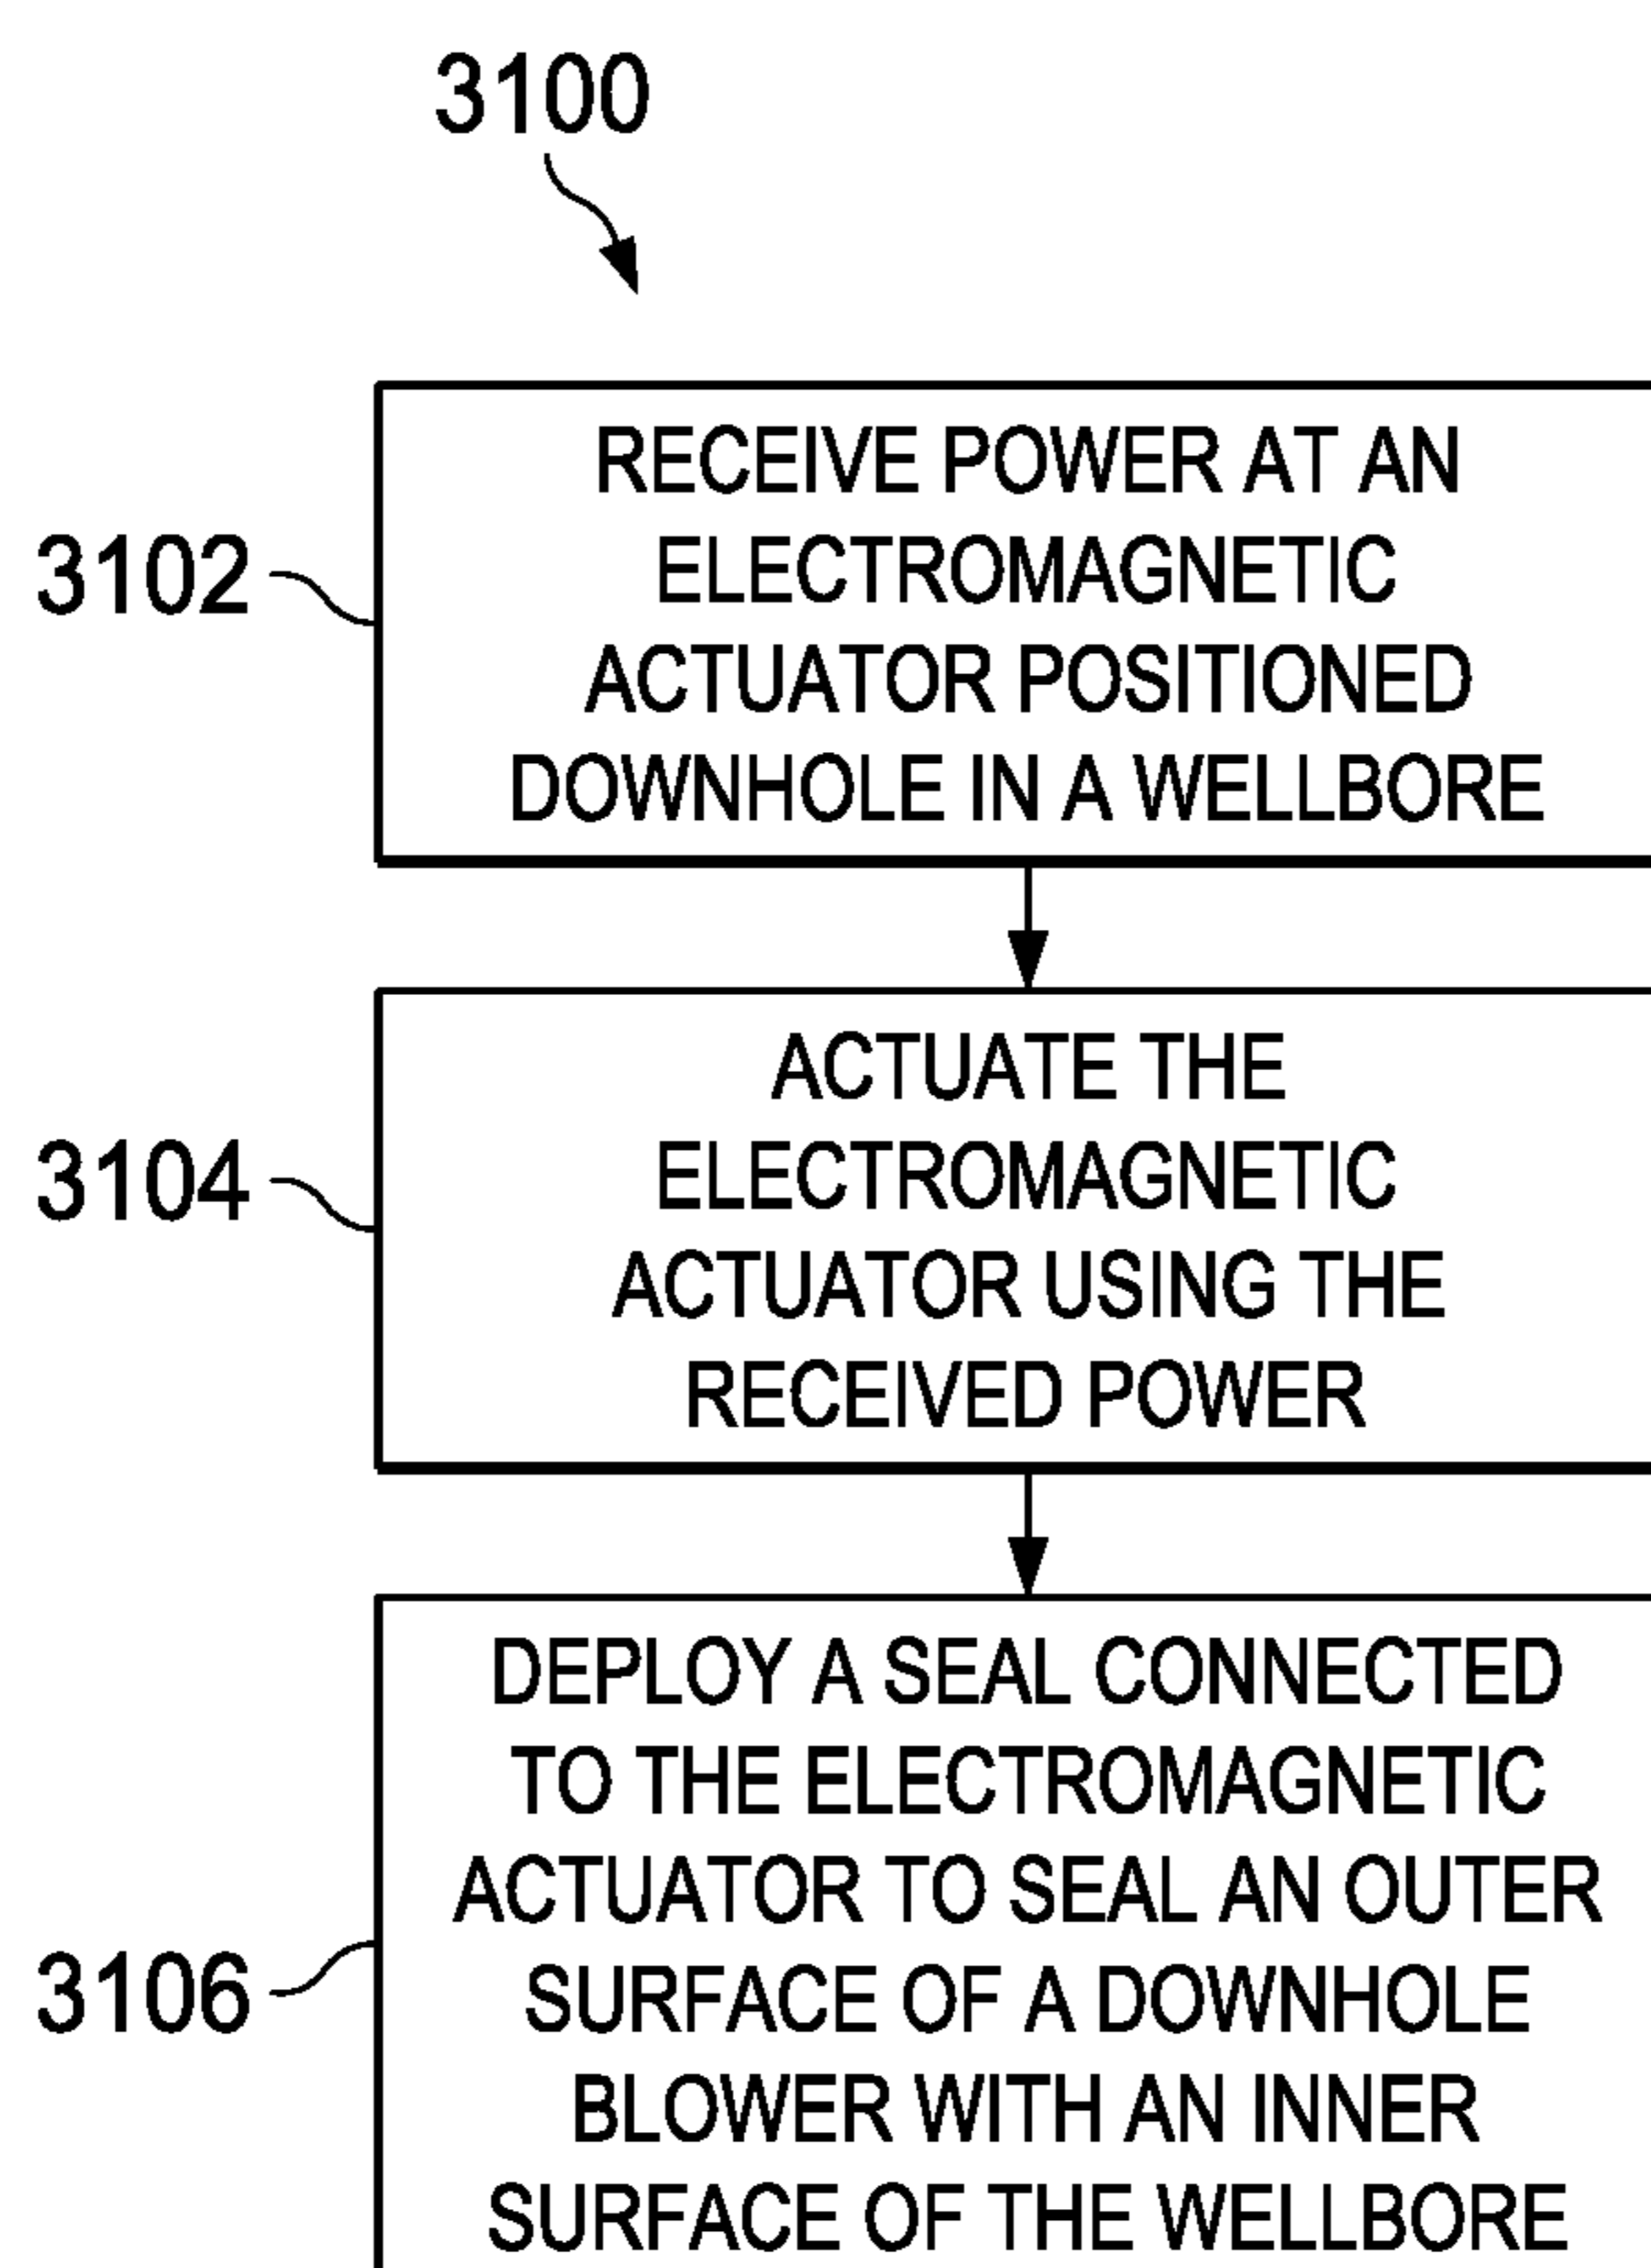 3100
3102
RECEIVE POWER AT AN
ELECTROMAGNETIC
ACTUATOR POSITIONED
DOWNHOLE IN A WELLBORE
3104
ACTUATE THE
ELECTROMAGNETIC
ACTUATOR USING THE
RECEIVED POWER
3106
DEPLOY A SEAL CONNECTED
TO THE ELECTROMAGNETIC
ACTUATOR TO SEAL AN OUTER
SURFACE OF A DOWNHOLE
BLOWER WITH AN INNER
SURFACE OF THE WELLBORE